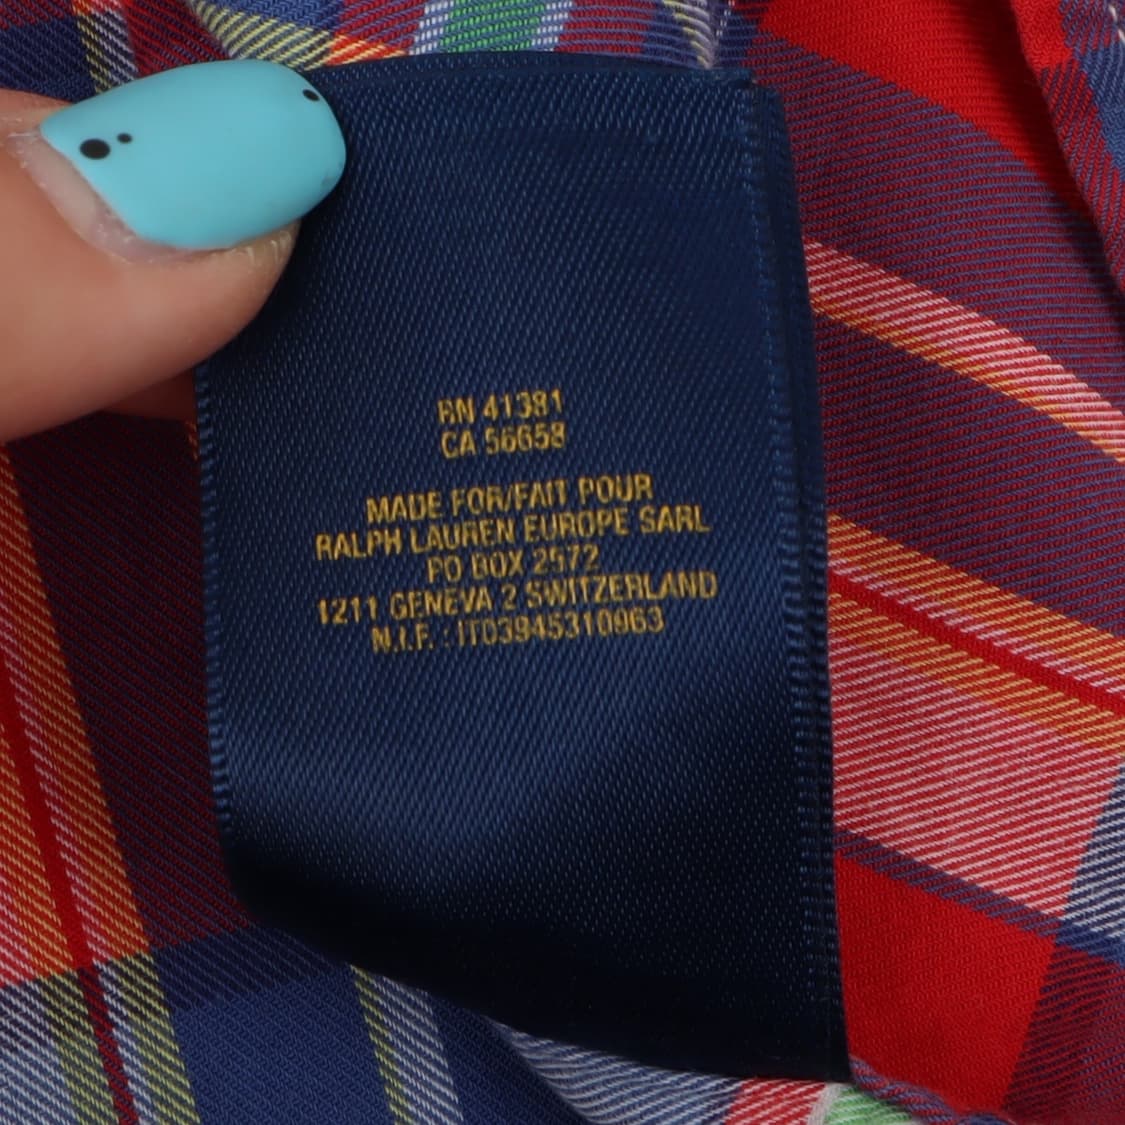 RN 41381
CA 56658
MADE FOR/FAIT POUR
RALPH LAUREN EUROPE SARL
PO BOX 2572
1211 GENEVA 2 SWITZERLAND
N.I.F. : IT03945310963